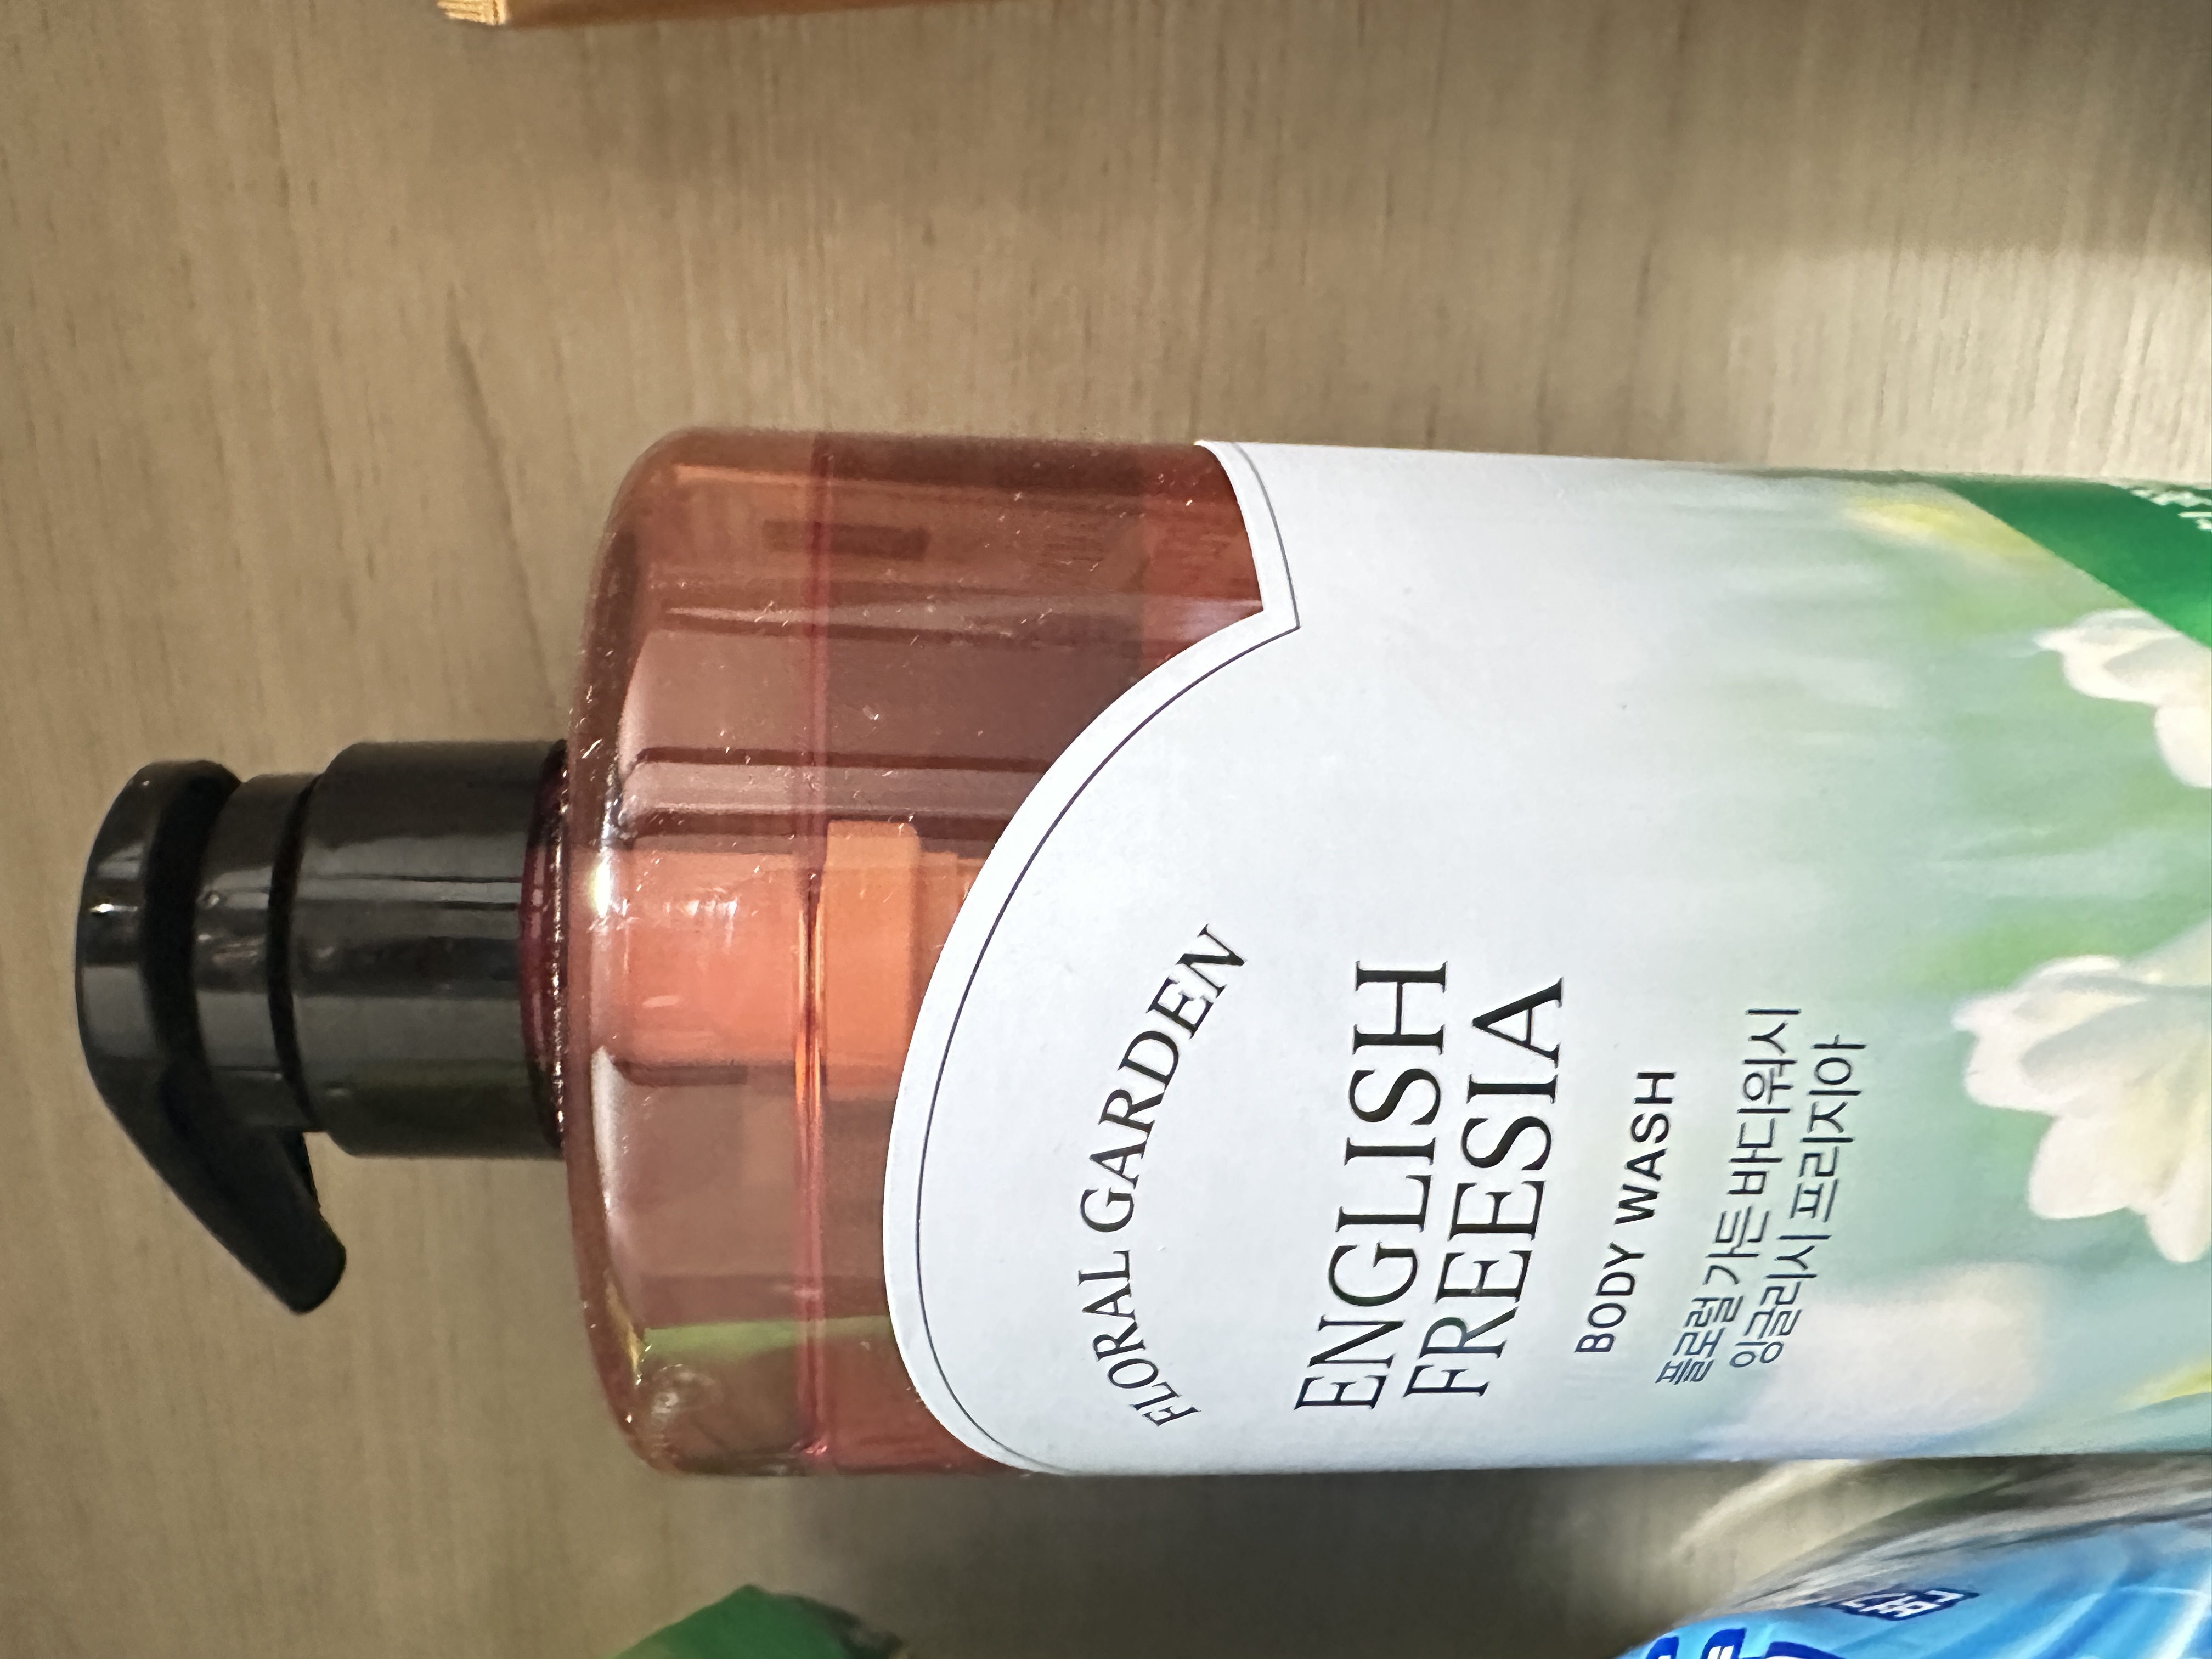 FLORAL GARDEN
ENGLISH
FREESIA
BODY WASH
플로럴 가든 바디워시
잉글리시 프리지아